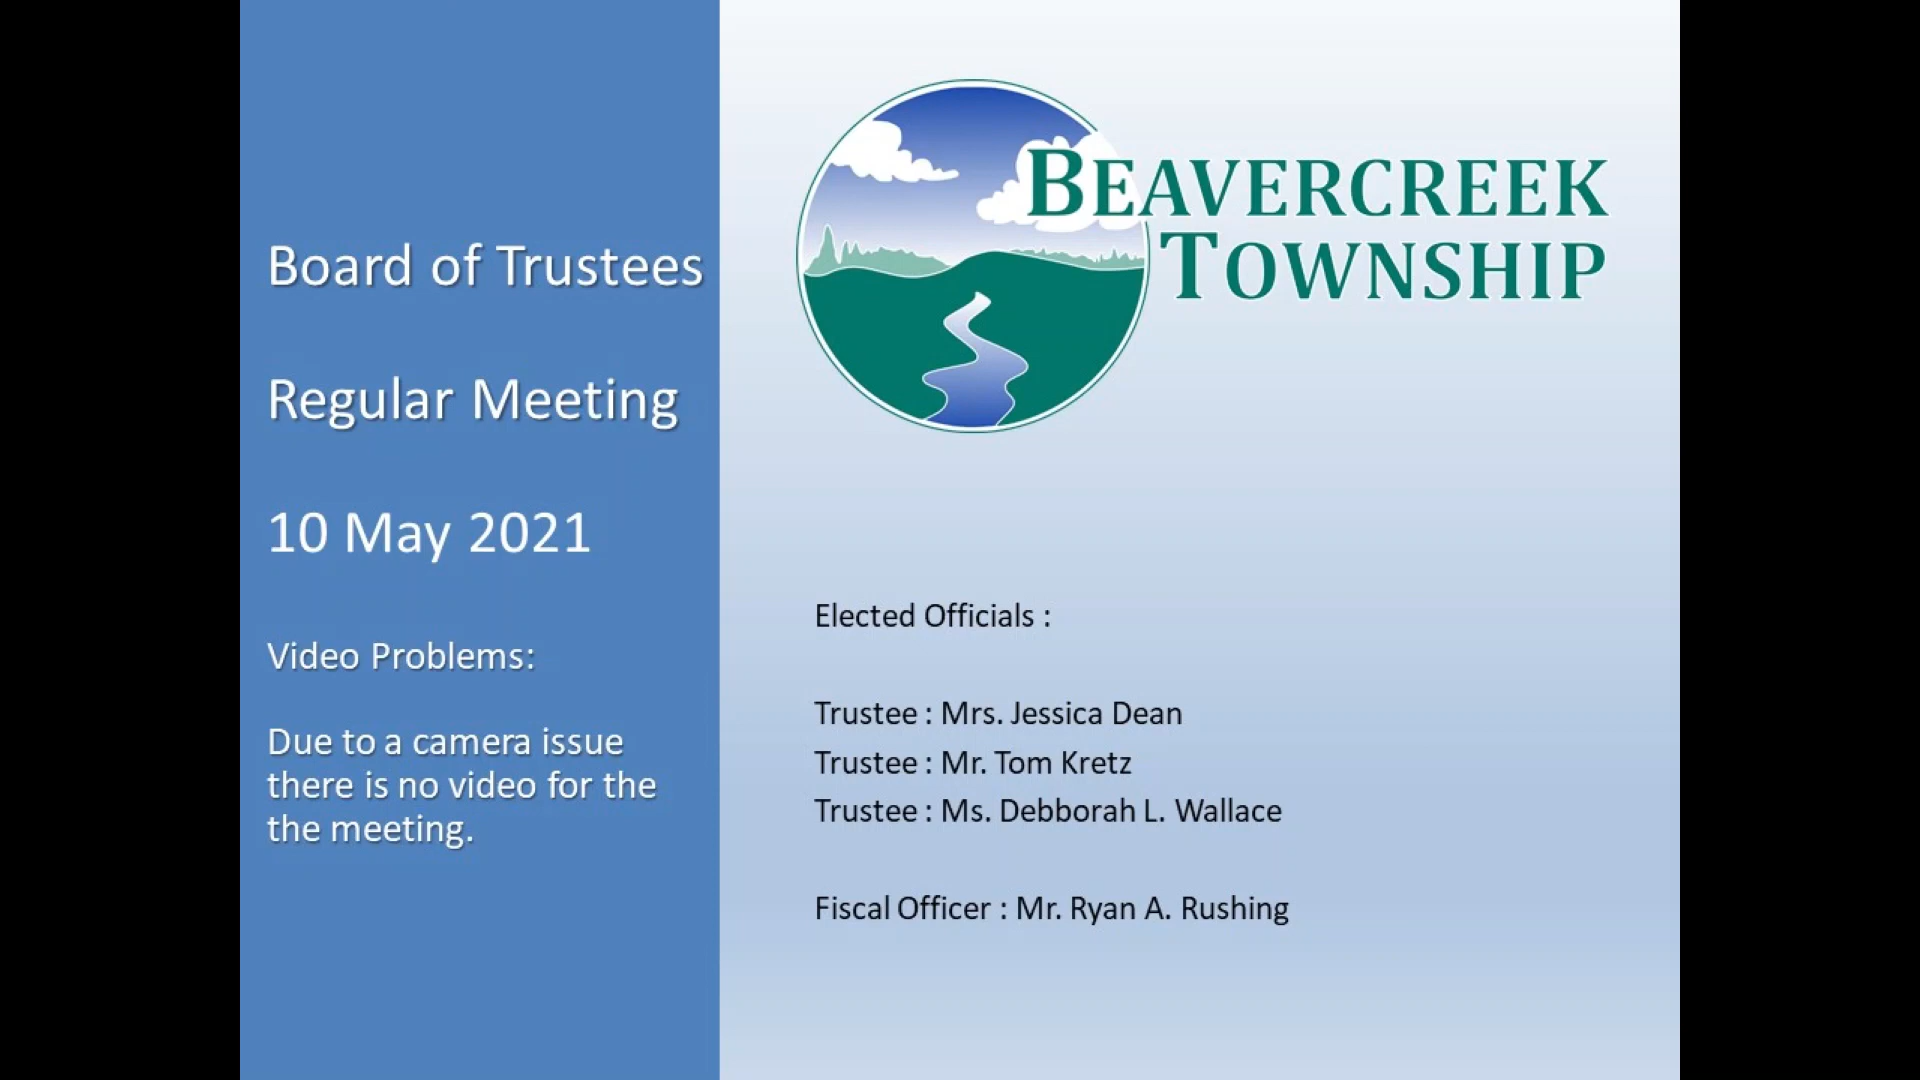 Board of Trustees
Regular Meeting
10 May 2021
Video Problems:
Due to a camera issue
there is no video for the
the meeting.
BEAVERCREEK
TOWNSHIP
Elected Officials :
Trustee : Mrs. Jessica Dean
Trustee : Mr. Tom Kretz
Trustee : Ms. Debborah L. Wallace
Fiscal Officer : Mr. Ryan A. Rushing